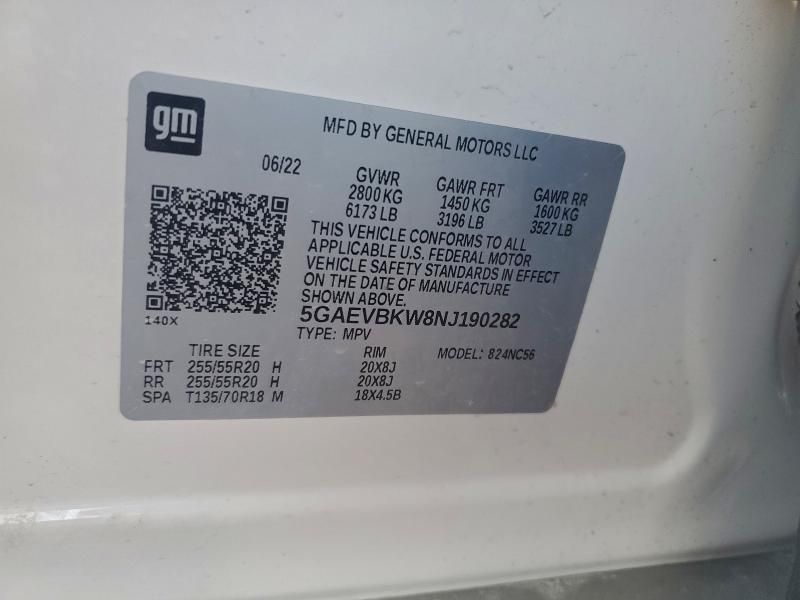 gm
MFD BY GENERAL MOTORS LLC
06/22
GVWR GAWR FRT GAWR RR
2800 KG 1450 KG 1600 KG
6173 LB 3196 LB 3527 LB
THIS VEHICLE CONFORMS TO ALL
APPLICABLE U.S. FEDERAL MOTOR
VEHICLE SAFETY STANDARDS IN EFFECT
ON THE DATE OF MANUFACTURE
SHOWN ABOVE.
140X
5GAEVBKW8NJ190282
TYPE: MPV MODEL: 824NC56
TIRE SIZE RIM
FRT 255/55R20 H 20X8J
RR 255/55R20 H 20X8J
SPA T135/70R18 M 18X4.5B